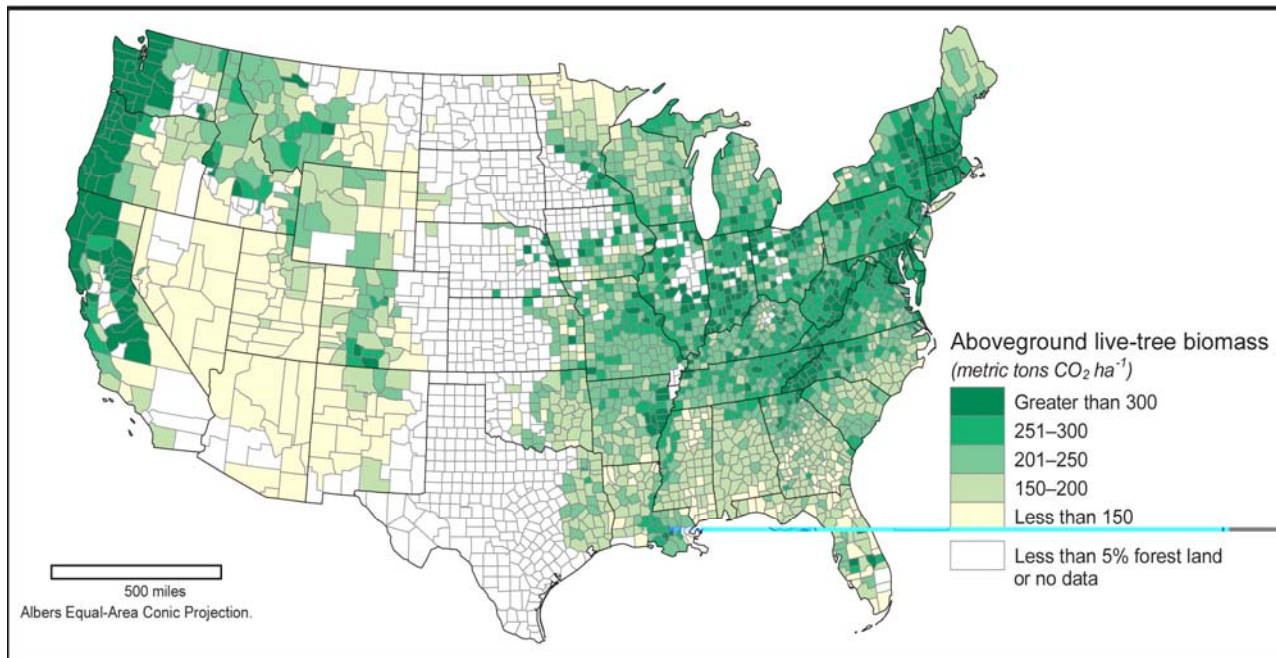 Aboveground live-tree biomass
(metric tons CO₂ ha⁻¹)
Greater than 300
251–300
201–250
150–200
Less than 150
Less than 5% forest land
or no data
500 miles
Albers Equal-Area Conic Projection.